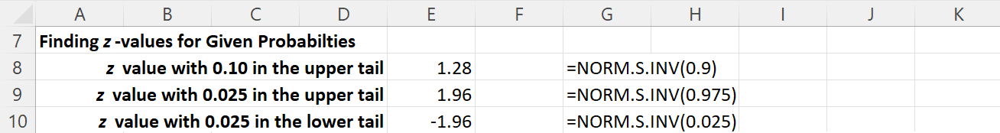 A B C D E F G H I J K
7 Finding z -values for Given Probabilties
8 z value with 0.10 in the upper tail 1.28 =NORM.S.INV(0.9)
9 z value with 0.025 in the upper tail 1.96 =NORM.S.INV(0.975)
10 z value with 0.025 in the lower tail -1.96 =NORM.S.INV(0.025)